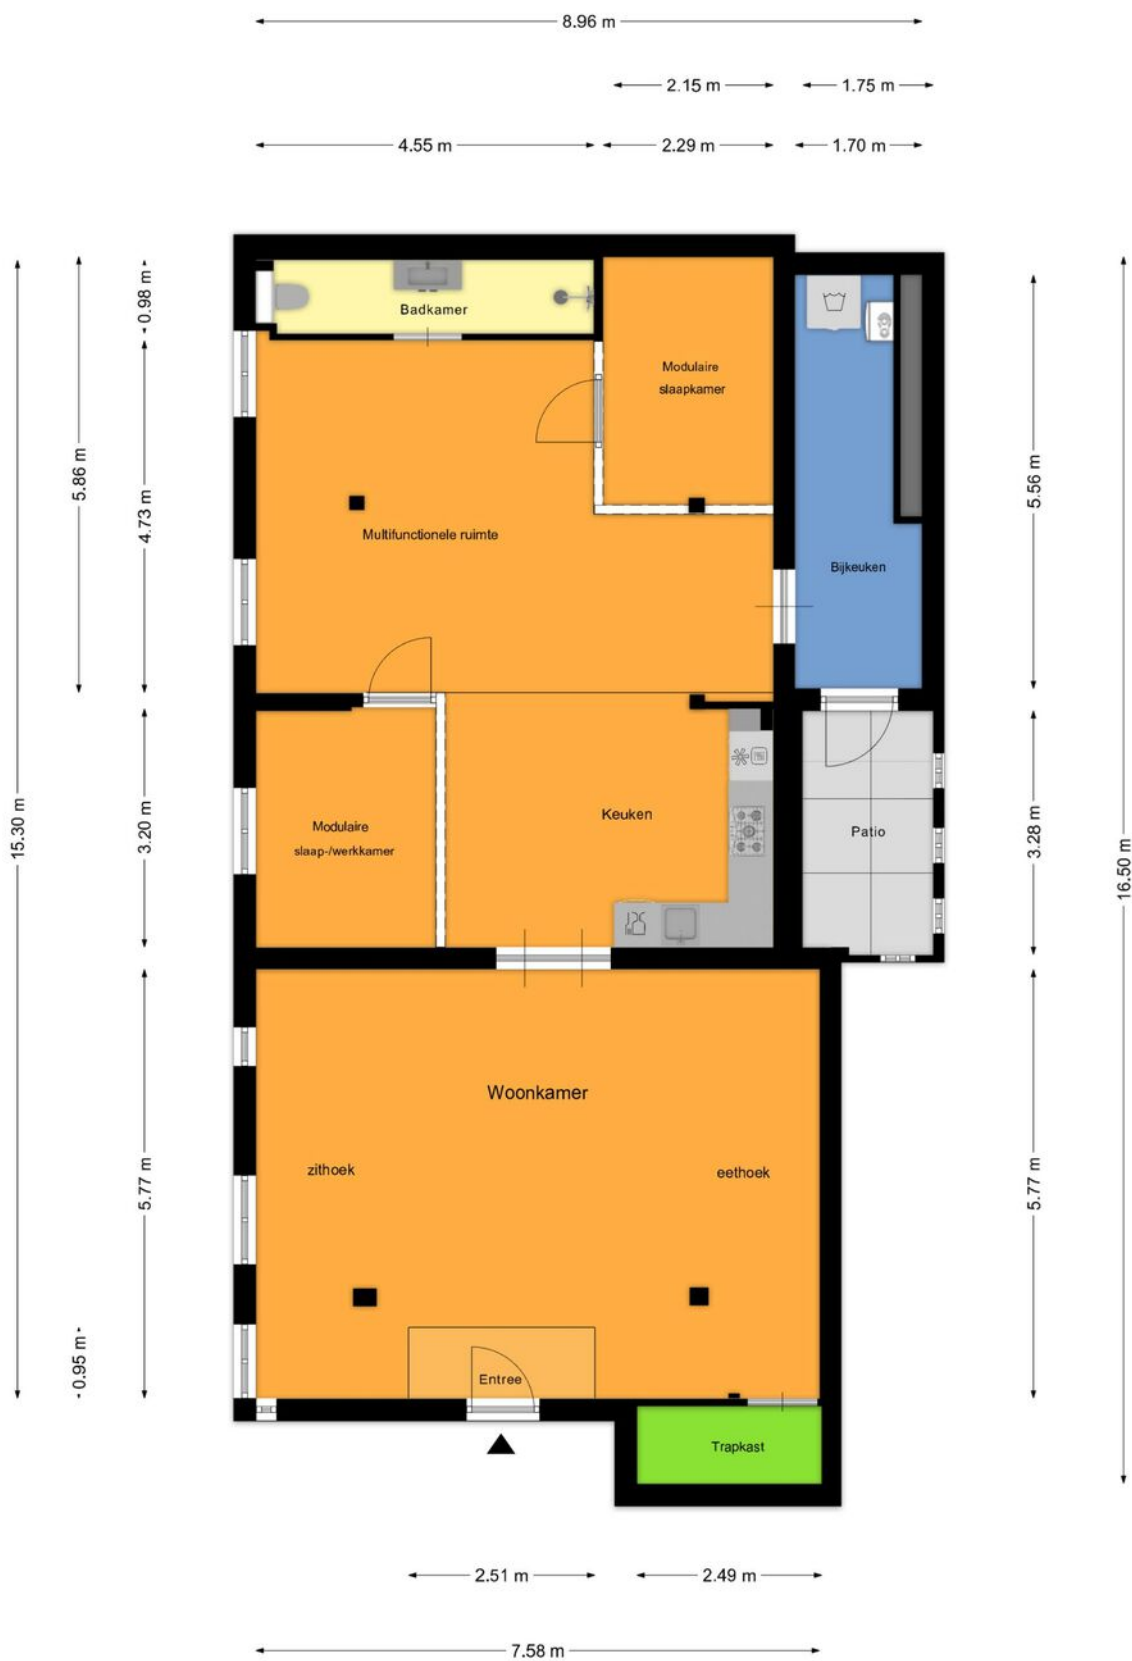 8.96 m
2.15 m
1.75 m
4.55 m
2.29 m
1.70 m
0.98 m
Badkamer
Modulaire
slaapkamer
5.86 m
4.73 m
5.56 m
Multifunctionele ruimte
Bijkeuken
15.30 m
3.20 m
Modulaire
slaap-/werkkamer
Keuken
Patio
3.28 m
16.50 m
Woonkamer
zithoek
eethoek
5.77 m
5.77 m
0.95 m
Entree
Trapkast
2.51 m
2.49 m
7.58 m